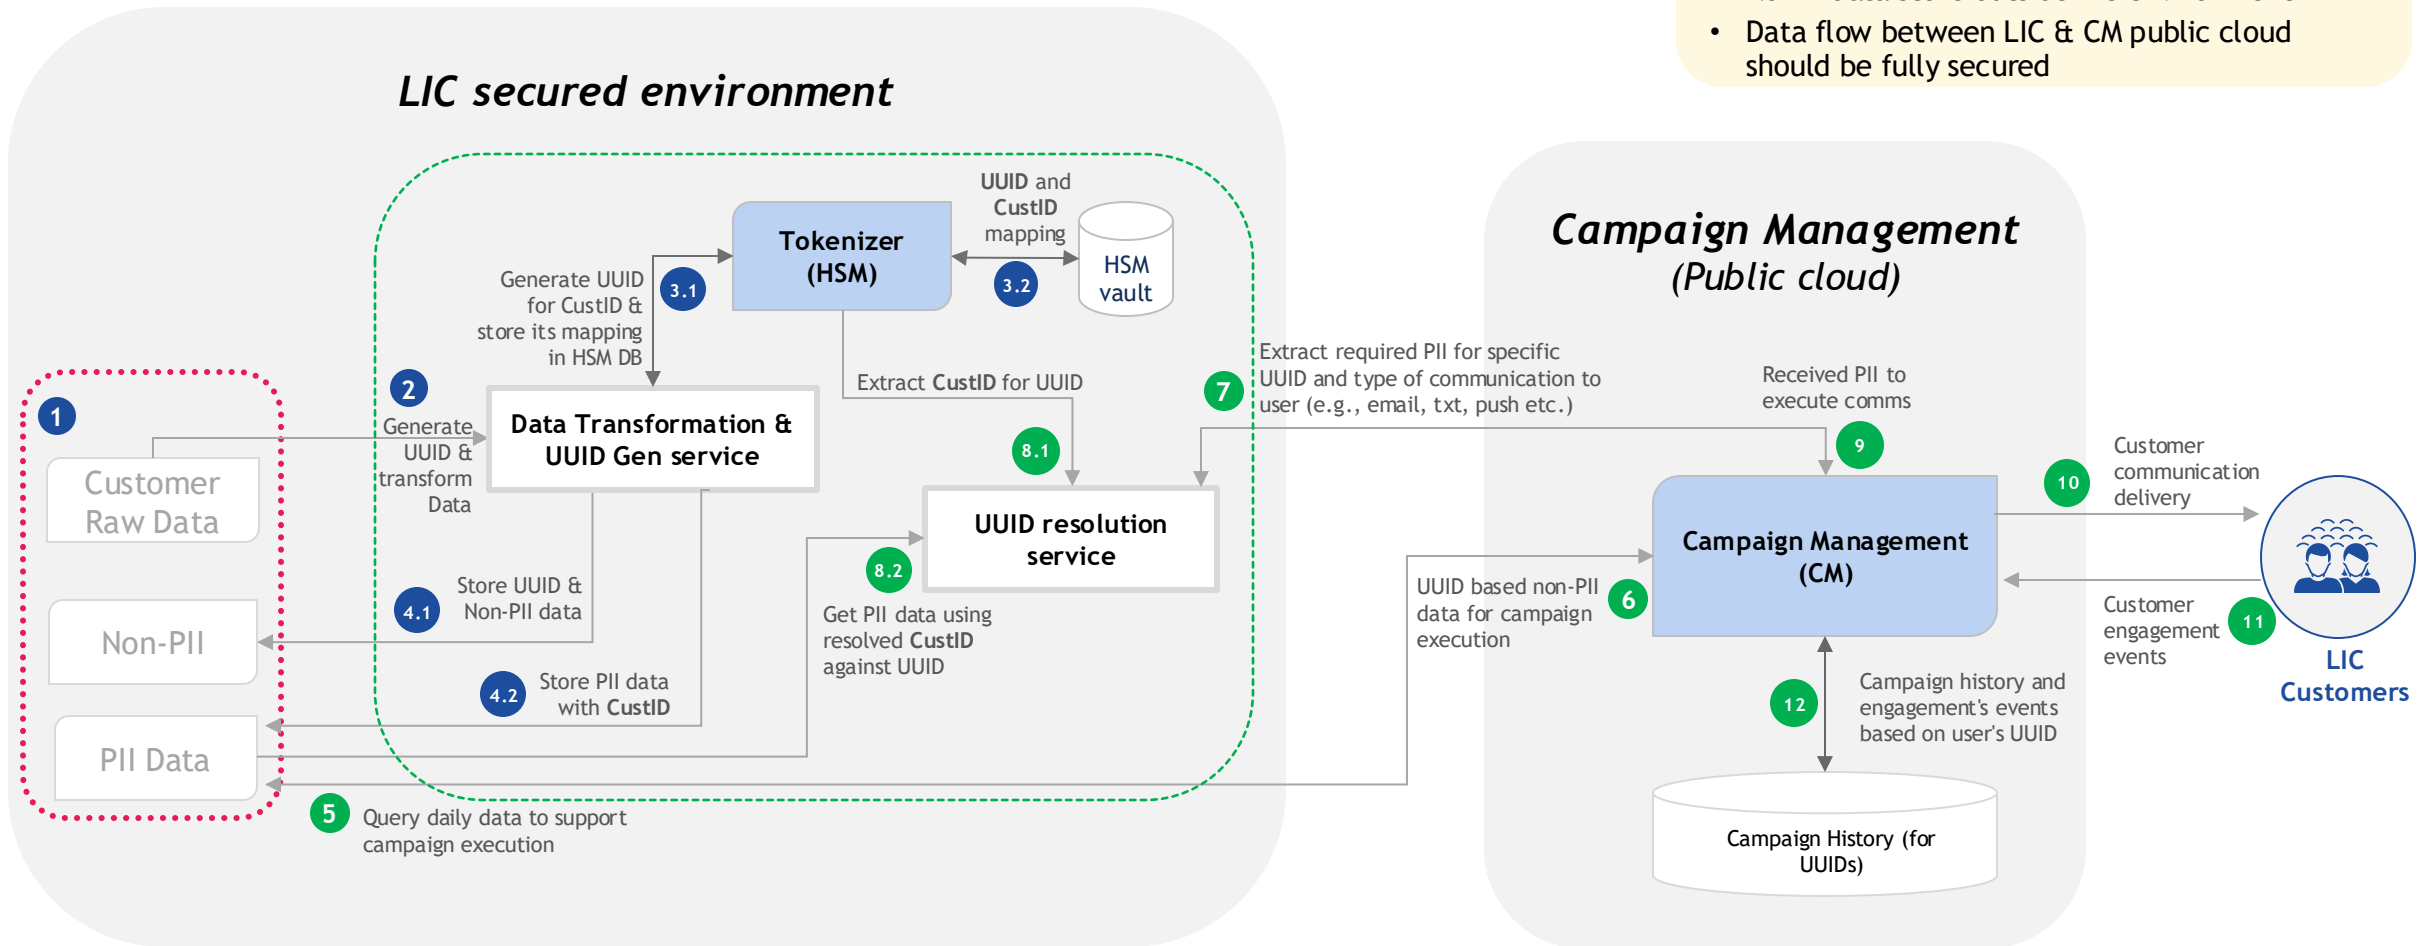 • Data flow between LIC & CM public cloud
should be fully secured
LIC secured environment
Campaign Management
(Public cloud)
UUID and
CustID
mapping
Tokenizer
(HSM)
HSM
vault
3.1
3.2
Generate UUID
for CustID &
store its mapping
in HSM DB
Extract CustID for UUID
Extract required PII for specific
UUID and type of communication to
user (e.g., email, txt, push etc.)
7
Received PII to
execute comms
9
1
2
Generate
UUID &
transform
Data
Data Transformation &
UUID Gen service
8.1
Customer
Raw Data
UUID resolution
service
8.2
Get PII data using
resolved CustID
against UUID
Store UUID &
Non-PII data
4.1
Non-PII
Store PII data
with CustID
4.2
PII Data
5
Query daily data to support
campaign execution
UUID based non-PII
data for campaign
execution
6
Campaign Management
(CM)
Customer
communication
delivery
10
Customer
engagement
events
11
LIC
Customers
12
Campaign history and
engagement's events
based on user's UUID
Campaign History (for
UUIDs)